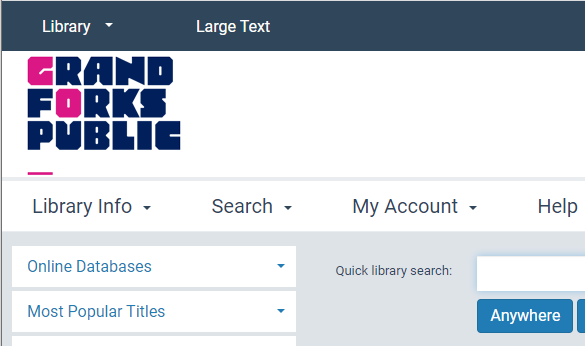 Library Large Text
GRAND
FORKS
PUBLIC
Library Info Search My Account Help
Online Databases
Quick library search:
Most Popular Titles
Anywhere